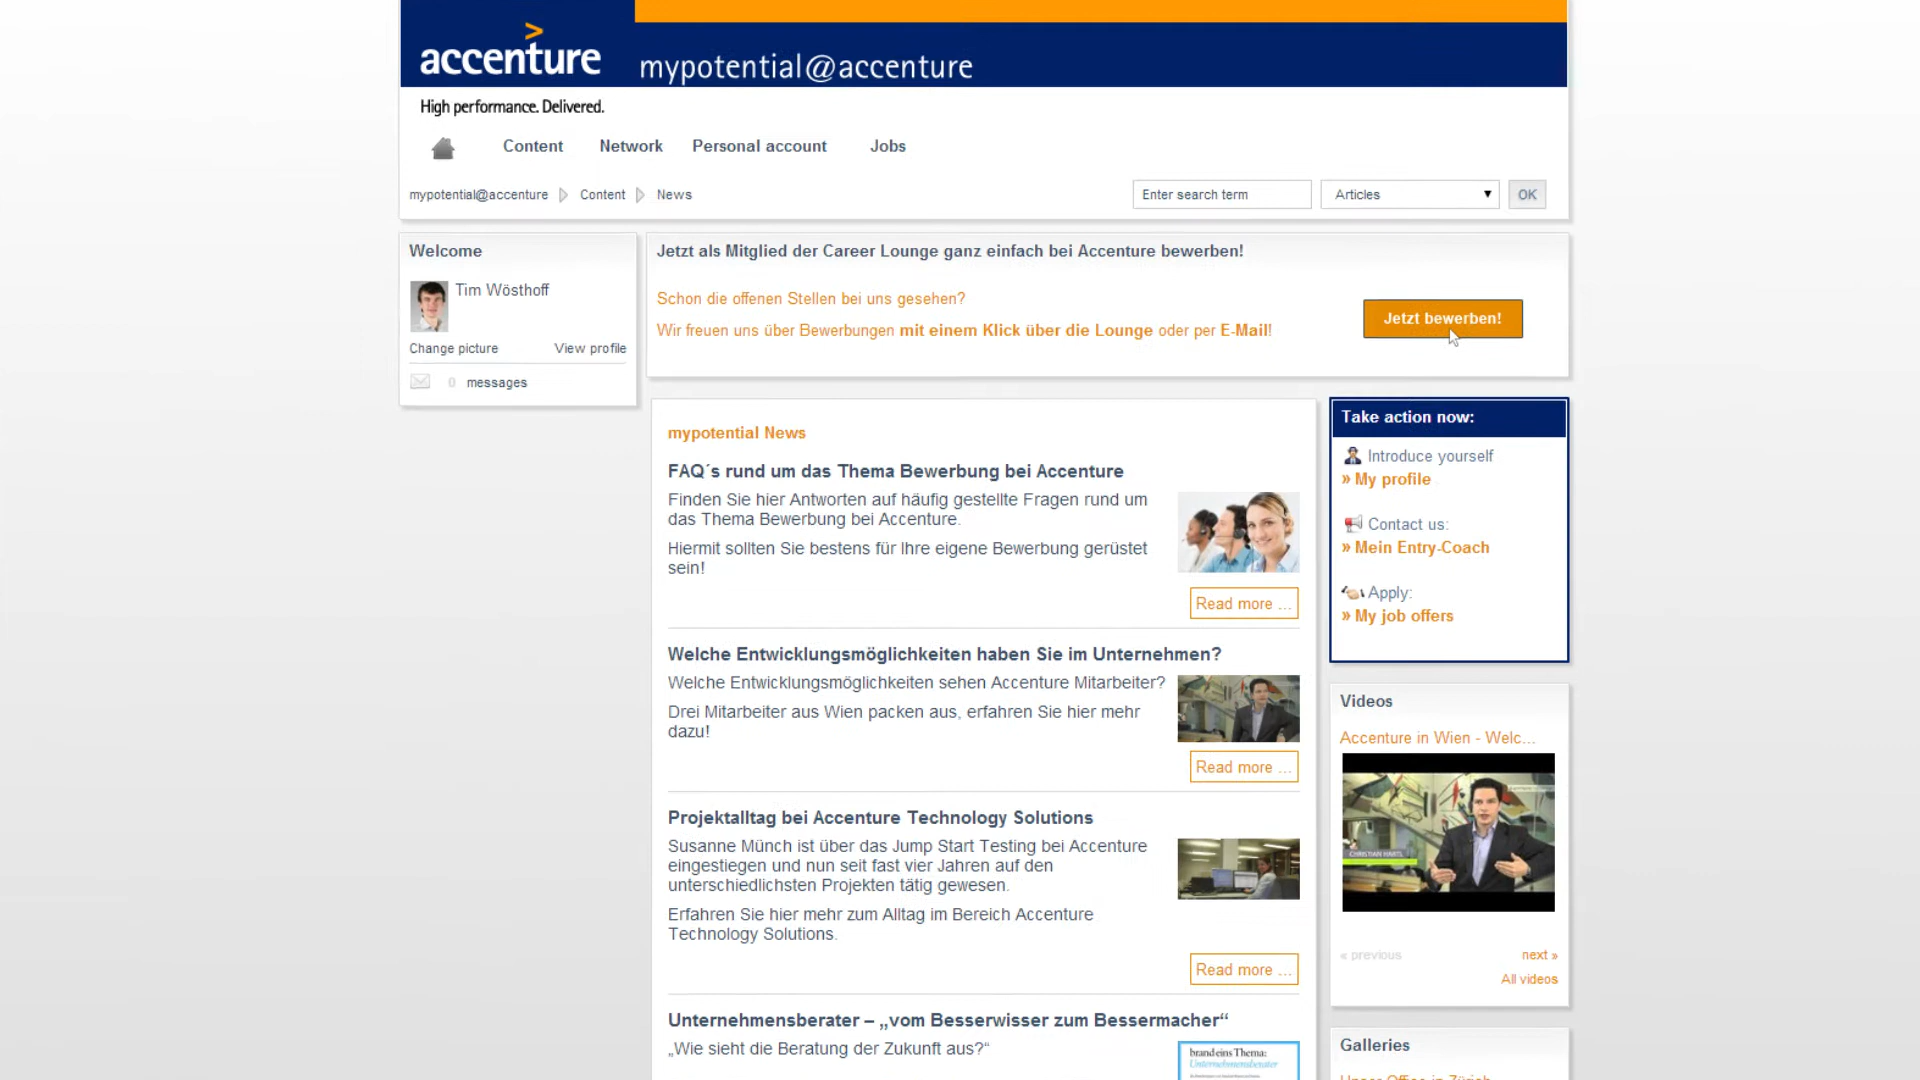 accenture
mypotential@accenture
High performance. Delivered.
Content Network Personal account Jobs
mypotential@accenture Content News
Enter search term Articles OK
Welcome
Tim Wösthoff
Change picture View profile
0 messages
Jetzt als Mitglied der Career Lounge ganz einfach bei Accenture bewerben!
Schon die offenen Stellen bei uns gesehen?
Wir freuen uns über Bewerbungen mit einem Klick über die Lounge oder per E-Mail!
Jetzt bewerben!
mypotential News
FAQ´s rund um das Thema Bewerbung bei Accenture
Finden Sie hier Antworten auf häufig gestellte Fragen rund um
das Thema Bewerbung bei Accenture.
Hiermit sollten Sie bestens für Ihre eigene Bewerbung gerüstet
sein!
Read more ...
Welche Entwicklungsmöglichkeiten haben Sie im Unternehmen?
Welche Entwicklungsmöglichkeiten sehen Accenture Mitarbeiter?
Drei Mitarbeiter aus Wien packen aus, erfahren Sie hier mehr
dazu!
Read more ...
Projektalltag bei Accenture Technology Solutions
Susanne Münch ist über das Jump Start Testing bei Accenture
eingestiegen und nun seit fast vier Jahren auf den
unterschiedlichsten Projekten tätig gewesen.
Erfahren Sie hier mehr zum Alltag im Bereich Accenture
Technology Solutions.
Read more ...
Unternehmensberater – „vom Besserwisser zum Bessermacher“
„Wie sieht die Beratung der Zukunft aus?“
brand eins Thema:
Unternehmensberater
Take action now:
Introduce yourself
» My profile
Contact us:
» Mein Entry-Coach
Apply:
» My job offers
Videos
Accenture in Wien - Welc...
CHRISTIAN HARTL
« previous next »
All videos
Galleries
Unser Office in Zürich